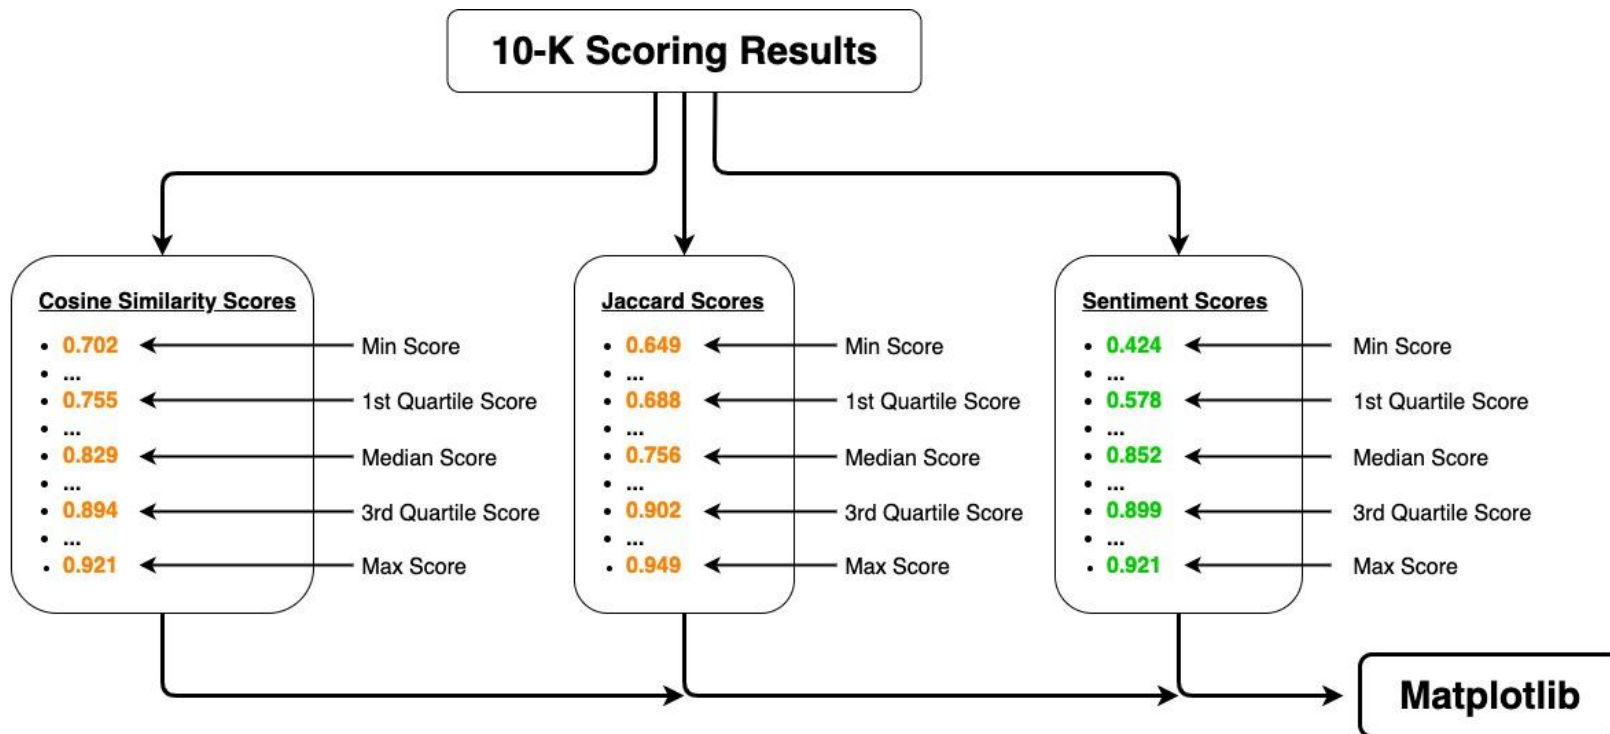 10-K Scoring Results
Cosine Similarity Scores
• 0.702
Min Score
• ...
• 0.755
1st Quartile Score
• ...
• 0.829
Median Score
• ...
• 0.894
3rd Quartile Score
• ...
• 0.921
Max Score
Jaccard Scores
• 0.649
Min Score
• ...
• 0.688
1st Quartile Score
• ...
• 0.756
Median Score
• ...
• 0.902
3rd Quartile Score
• ...
• 0.949
Max Score
Sentiment Scores
• 0.424
Min Score
• ...
• 0.578
1st Quartile Score
• ...
• 0.852
Median Score
• ...
• 0.899
3rd Quartile Score
• ...
• 0.921
Max Score
Matplotlib